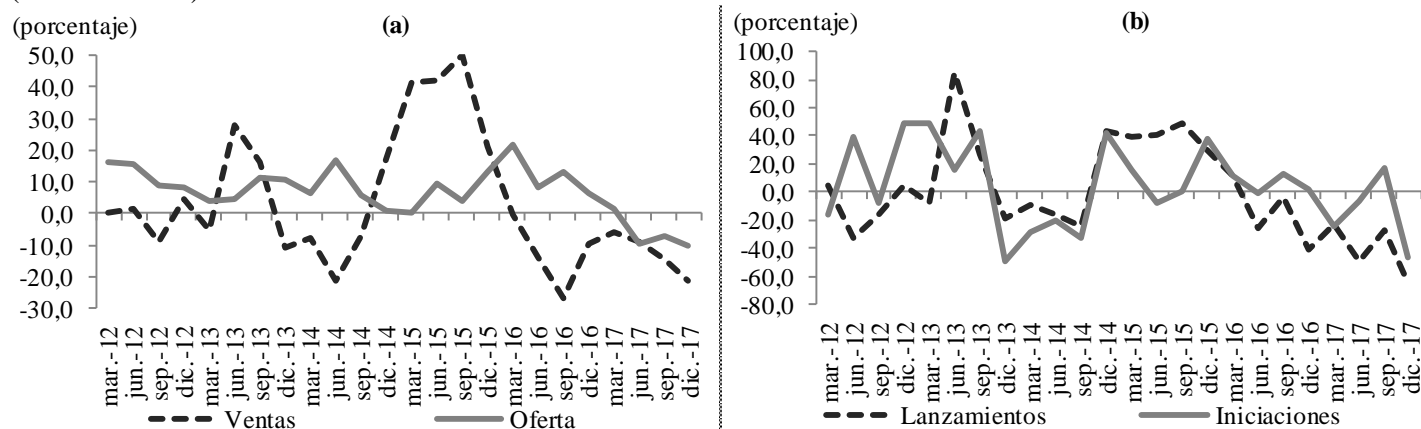 (porcentaje)
(a)
50,0
40,0
30,0
20,0
10,0
0,0
-10,0
-20,0
-30,0
mar.-12
jun.-12
sep.-12
dic.-12
mar.-13
jun.-13
sep.-13
dic.-13
mar.-14
jun.-14
sep.-14
dic.-14
mar.-15
jun.-15
sep.-15
dic.-15
mar.-16
jun.-16
sep.-16
dic.-16
mar.-17
jun.-17
sep.-17
dic.-17
Ventas
Oferta
(porcentaje)
(b)
100,0
80,0
60,0
40,0
20,0
0,0
-20,0
-40,0
-60,0
-80,0
mar.-12
jun.-12
sep.-12
dic.-12
mar.-13
jun.-13
sep.-13
dic.-13
mar.-14
jun.-14
sep.-14
dic.-14
mar.-15
jun.-15
sep.-15
dic.-15
mar.-16
jun.-16
sep.-16
dic.-16
mar.-17
jun.-17
sep.-17
dic.-17
Lanzamientos
Iniciaciones